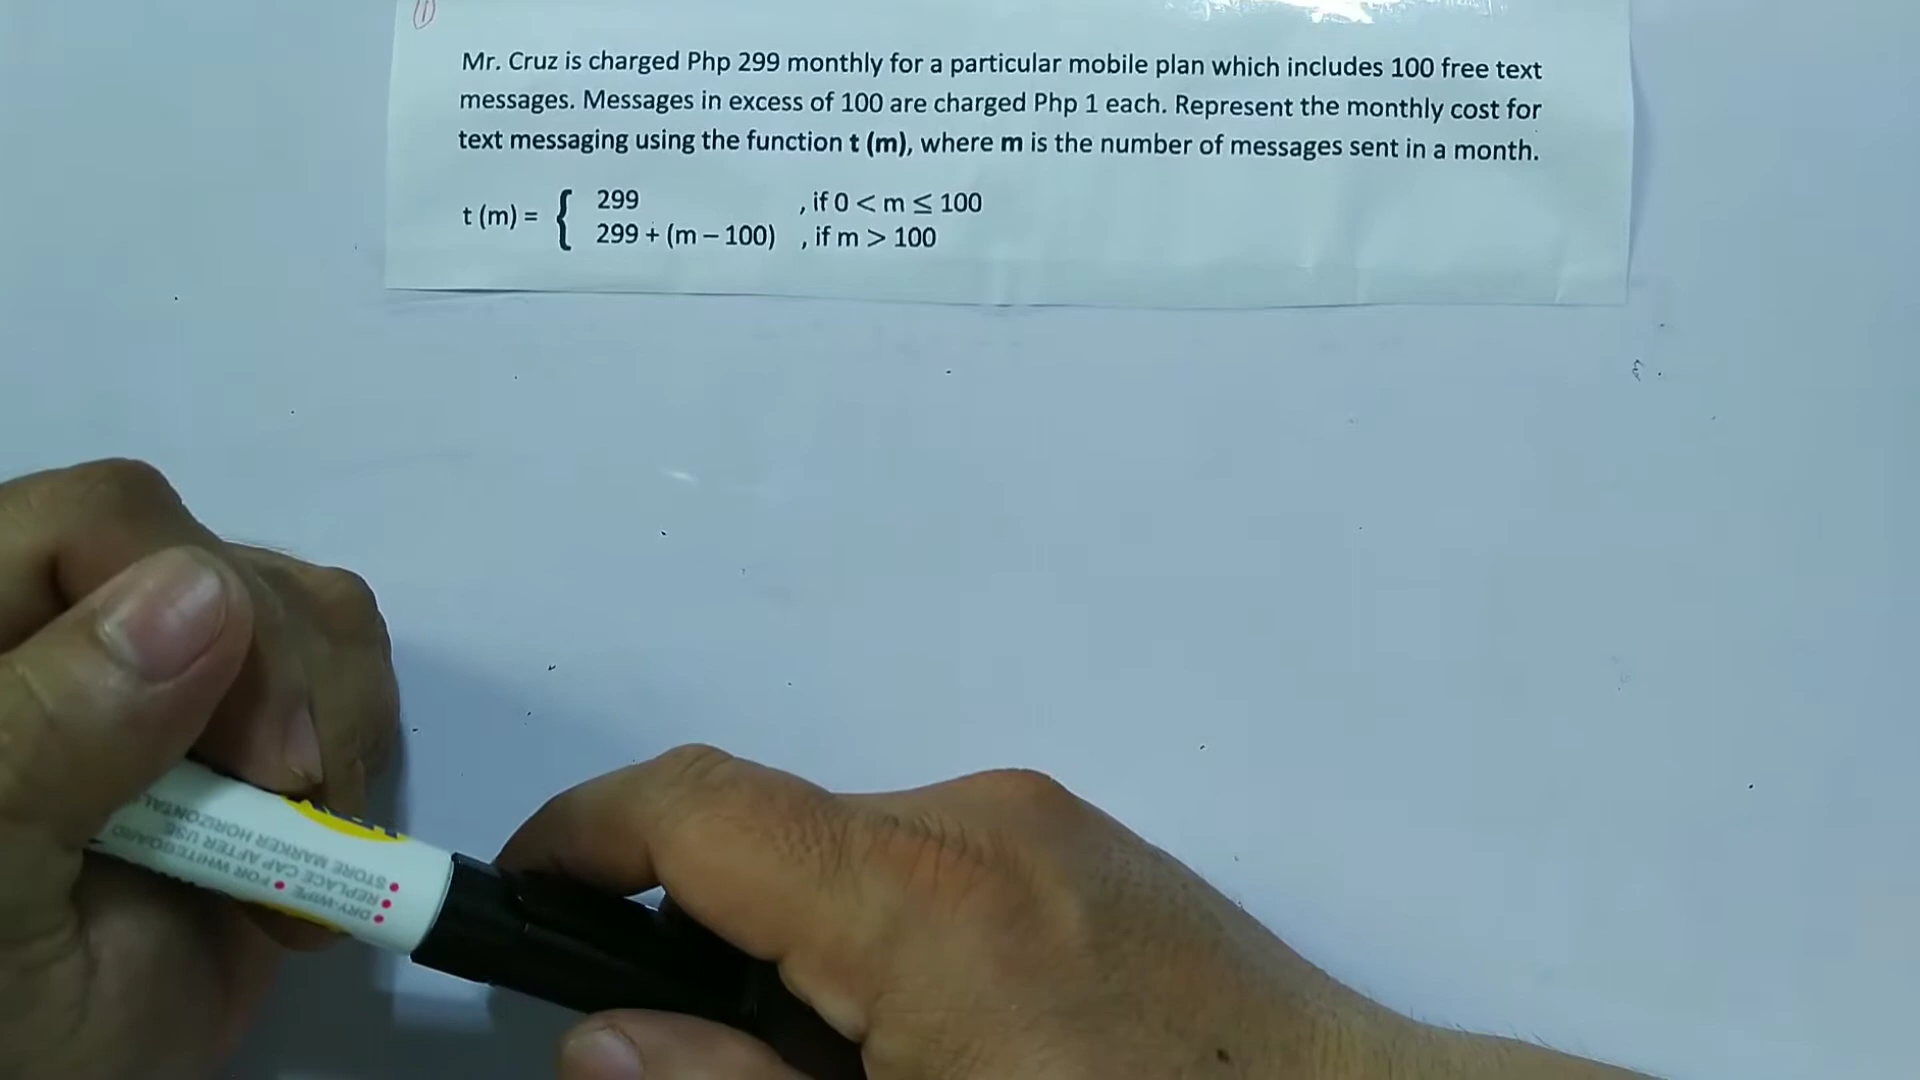 1
Mr. Cruz is charged Php 299 monthly for a particular mobile plan which includes 100 free text
messages. Messages in excess of 100 are charged Php 1 each. Represent the monthly cost for
text messaging using the function t (m), where m is the number of messages sent in a month.
t (m) = { 299 , if 0 < m ≤ 100
299 + (m – 100) , if m > 100
• DRY-WIPE • FOR WHITEBOARD
• REPLACE CAP AFTER USE
• STORE MARKER HORIZONTAL